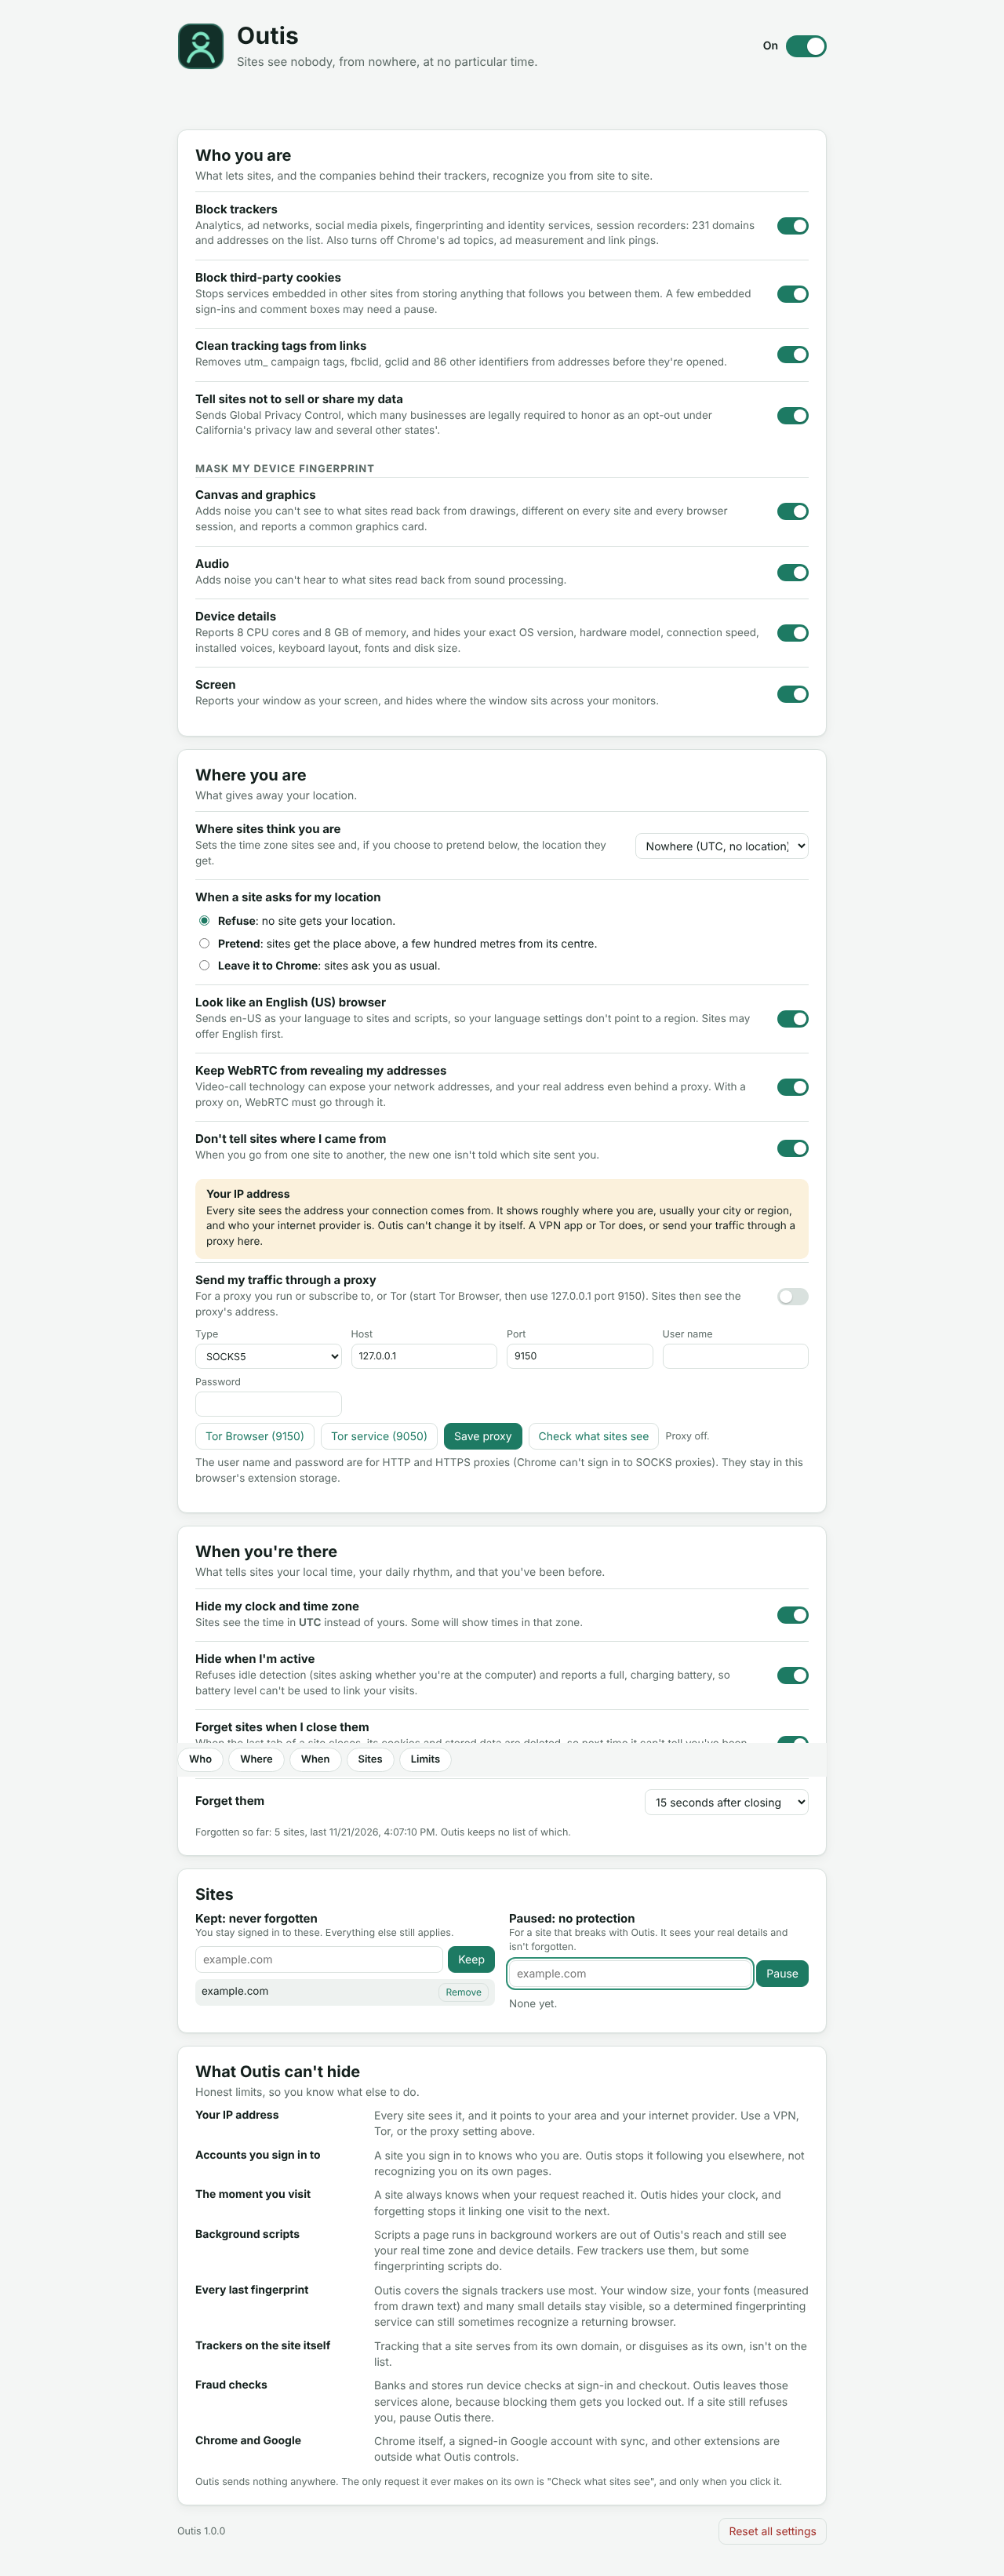 Outis
Sites see nobody, from nowhere, at no particular time.
On
Who you are
What lets sites, and the companies behind their trackers, recognize you from site to site.
Block trackers
Analytics, ad networks, social media pixels, fingerprinting and identity services, session recorders: 231 domains
and addresses on the list. Also turns off Chrome's ad topics, ad measurement and link pings.
Block third-party cookies
Stops services embedded in other sites from storing anything that follows you between them. A few embedded
sign-ins and comment boxes may need a pause.
Clean tracking tags from links
Removes utm_ campaign tags, fbclid, gclid and 86 other identifiers from addresses before they're opened.
Tell sites not to sell or share my data
Sends Global Privacy Control, which many businesses are legally required to honor as an opt-out under
California's privacy law and several other states'.
MASK MY DEVICE FINGERPRINT
Canvas and graphics
Adds noise you can't see to what sites read back from drawings, different on every site and every browser
session, and reports a common graphics card.
Audio
Adds noise you can't hear to what sites read back from sound processing.
Device details
Reports 8 CPU cores and 8 GB of memory, and hides your exact OS version, hardware model, connection speed,
installed voices, keyboard layout, fonts and disk size.
Screen
Reports your window as your screen, and hides where the window sits across your monitors.
Where you are
What gives away your location.
Where sites think you are
Sets the time zone sites see and, if you choose to pretend below, the location they
get.
Nowhere (UTC, no location)
When a site asks for my location
Refuse: no site gets your location.
Pretend: sites get the place above, a few hundred metres from its centre.
Leave it to Chrome: sites ask you as usual.
Look like an English (US) browser
Sends en-US as your language to sites and scripts, so your language settings don't point to a region. Sites may
offer English first.
Keep WebRTC from revealing my addresses
Video-call technology can expose your network addresses, and your real address even behind a proxy. With a
proxy on, WebRTC must go through it.
Don't tell sites where I came from
When you go from one site to another, the new one isn't told which site sent you.
Your IP address
Every site sees the address your connection comes from. It shows roughly where you are, usually your city or region,
and who your internet provider is. Outis can't change it by itself. A VPN app or Tor does, or send your traffic through a
proxy here.
Send my traffic through a proxy
For a proxy you run or subscribe to, or Tor (start Tor Browser, then use 127.0.0.1 port 9150). Sites then see the
proxy's address.
Type Host Port User name
SOCKS5 127.0.0.1 9150
Password
Tor Browser (9150) Tor service (9050) Save proxy Check what sites see Proxy off.
The user name and password are for HTTP and HTTPS proxies (Chrome can't sign in to SOCKS proxies). They stay in this
browser's extension storage.
When you're there
What tells sites your local time, your daily rhythm, and that you've been before.
Hide my clock and time zone
Sites see the time in UTC instead of yours. Some will show times in that zone.
Hide when I'm active
Refuses idle detection (sites asking whether you're at the computer) and reports a full, charging battery, so
battery level can't be used to link your visits.
Forget sites when I close them
When the last tab of a site closes, its cookies and stored data are deleted, so next time it can't tell you've been
Who Where When Sites Limits
Forget them
15 seconds after closing
Forgotten so far: 5 sites, last 11/21/2026, 4:07:10 PM. Outis keeps no list of which.
Sites
Kept: never forgotten
You stay signed in to these. Everything else still applies.
example.com Keep
example.com Remove
Paused: no protection
For a site that breaks with Outis. It sees your real details and
isn't forgotten.
example.com Pause
None yet.
What Outis can't hide
Honest limits, so you know what else to do.
Your IP address
Every site sees it, and it points to your area and your internet provider. Use a VPN,
Tor, or the proxy setting above.
Accounts you sign in to
A site you sign in to knows who you are. Outis stops it following you elsewhere, not
recognizing you on its own pages.
The moment you visit
A site always knows when your request reached it. Outis hides your clock, and
forgetting stops it linking one visit to the next.
Background scripts
Scripts a page runs in background workers are out of Outis's reach and still see
your real time zone and device details. Few trackers use them, but some
fingerprinting scripts do.
Every last fingerprint
Outis covers the signals trackers use most. Your window size, your fonts (measured
from drawn text) and many small details stay visible, so a determined fingerprinting
service can still sometimes recognize a returning browser.
Trackers on the site itself
Tracking that a site serves from its own domain, or disguises as its own, isn't on the
list.
Fraud checks
Banks and stores run device checks at sign-in and checkout. Outis leaves those
services alone, because blocking them gets you locked out. If a site still refuses
you, pause Outis there.
Chrome and Google
Chrome itself, a signed-in Google account with sync, and other extensions are
outside what Outis controls.
Outis sends nothing anywhere. The only request it ever makes on its own is "Check what sites see", and only when you click it.
Outis 1.0.0
Reset all settings